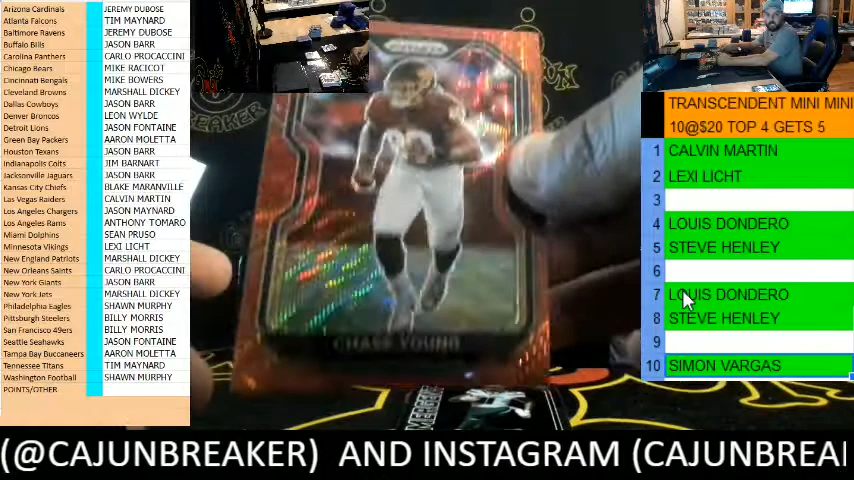 Arizona Cardinals JEREMY DUBOSE
Atlanta Falcons TIM MAYNARD
Baltimore Ravens JEREMY DUBOSE
Buffalo Bills JASON BARR
Carolina Panthers CARLO PROCACCINI
Chicago Bears MIKE RACICOT
Cincinnati Bengals MIKE BOWERS
Cleveland Browns MARSHALL DICKEY
Dallas Cowboys JASON BARR
Denver Broncos LEON WYLDE
Detroit Lions JASON FONTAINE
Green Bay Packers AARON MOLETTA
Houston Texans JASON BARR
Indianapolis Colts JIM BARNART
Jacksonville Jaguars JASON BARR
Kansas City Chiefs BLAKE MARANVILLE
Las Vegas Raiders CALVIN MARTIN
Los Angeles Chargers JASON MAYNARD
Los Angeles Rams ANTHONY TOMARO
Miami Dolphins SEAN PRUSO
Minnesota Vikings LEXI LICHT
New England Patriots MARSHALL DICKEY
New Orleans Saints CARLO PROCACCINI
New York Giants JASON BARR
New York Jets MARSHALL DICKEY
Philadelphia Eagles SHAWN MURPHY
Pittsburgh Steelers BILLY MORRIS
San Francisco 49ers BILLY MORRIS
Seattle Seahawks JASON FONTAINE
Tampa Bay Buccaneers AARON MOLETTA
Tennessee Titans TIM MAYNARD
Washington Football SHAWN MURPHY
POINTS/OTHER
PRIZM
CHASE YOUNG
TRANSCENDENT MINI MINI
10@$20 TOP 4 GETS 5
1 CALVIN MARTIN
2 LEXI LICHT
3
4 LOUIS DONDERO
5 STEVE HENLEY
6
7 LOUIS DONDERO
8 STEVE HENLEY
9
10 SIMON VARGAS
(@CAJUNBREAKER) AND INSTAGRAM (CAJUNBREA